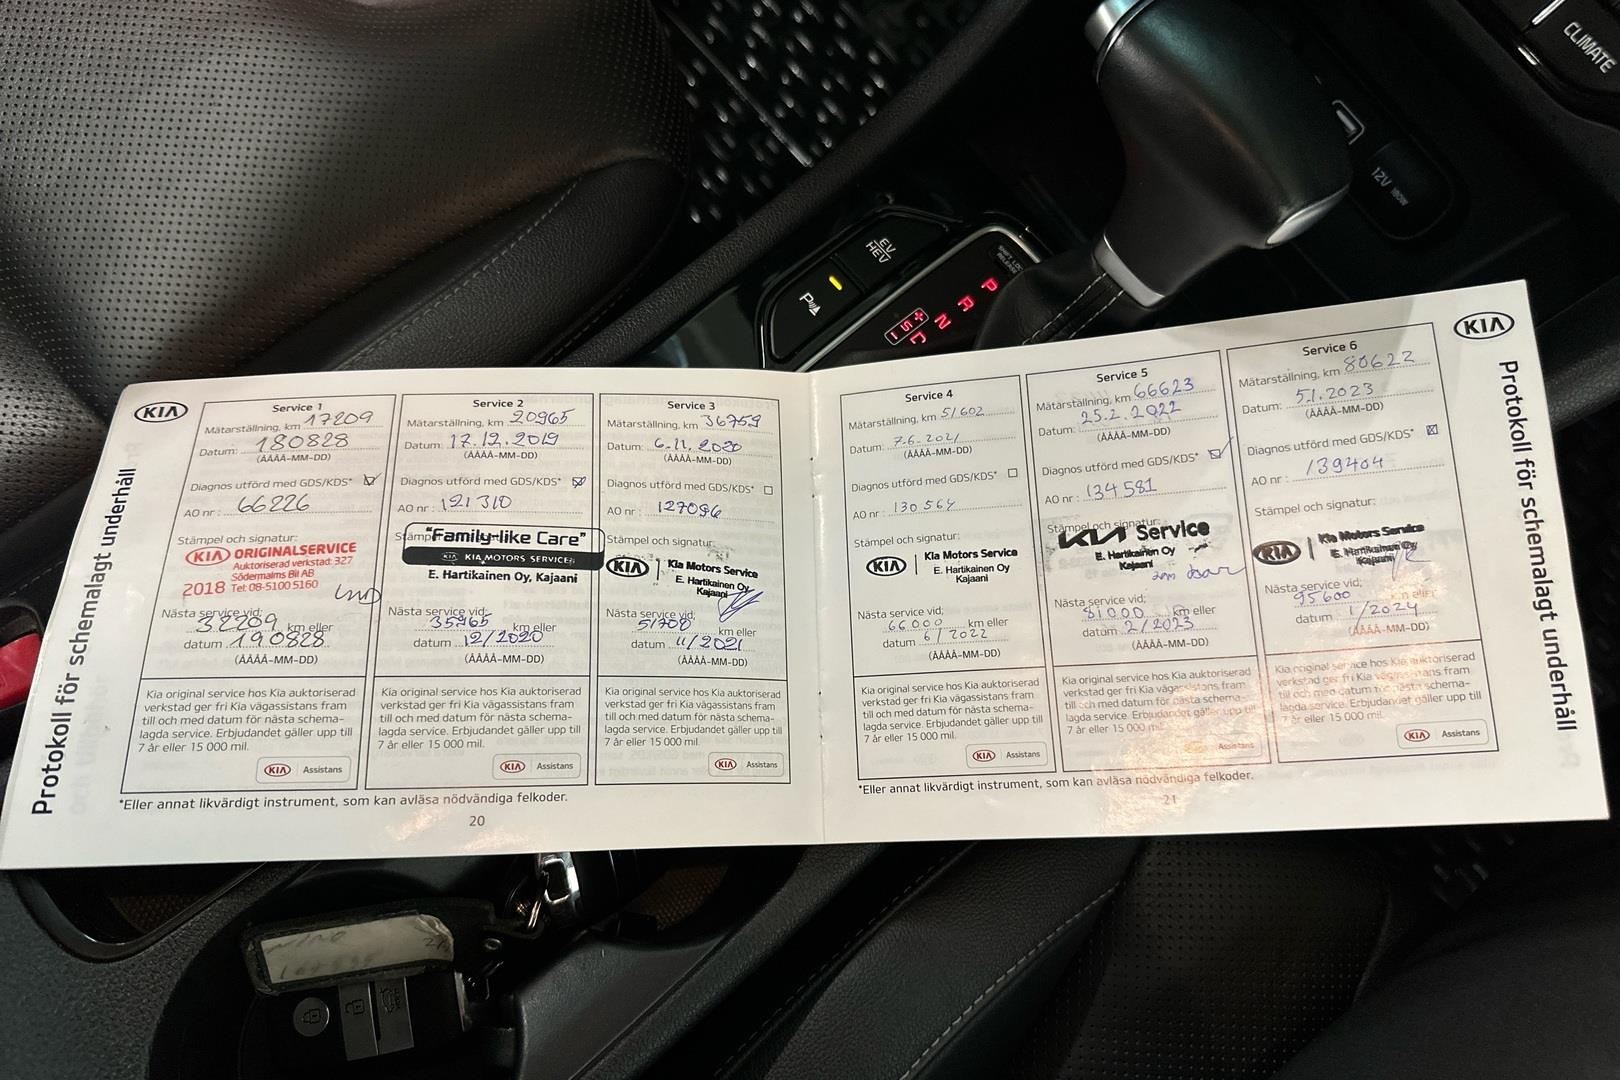 CLIMATE
12V 180W
EV
HEV
P
SHIFT LOCK
RELEASE
P
R
N
D
+
S
-
KIA
Protokoll för schemalagt underhåll
Service 1
Mätarställning, km 17209
Datum: 180828
(ÅÅÅÅ-MM-DD)
Diagnos utförd med GDS/KDS*
AO nr: 66226
Stämpel och signatur:
KIA ORIGINALSERVICE
Auktoriserad verkstad: 327
Södermalms Bil AB
2018 Tel: 08-5100 5160
Nästa service vid:
32209 km eller
datum 190828
(ÅÅÅÅ-MM-DD)
Kia original service hos Kia auktoriserad
verkstad ger fri Kia vägassistans fram
till och med datum för nästa schema-
lagda service. Erbjudandet gäller upp till
7 år eller 15 000 mil.
KIA Assistans
Service 2
Mätarställning, km 20965
Datum: 17.12.2019
(ÅÅÅÅ-MM-DD)
Diagnos utförd med GDS/KDS*
AO nr: 121310
"Family-like Care"
KIA KIA MOTORS SERVICE
E. Hartikainen Oy, Kajaani
Nästa service vid:
35965 km eller
datum 12/2020
(ÅÅÅÅ-MM-DD)
Kia original service hos Kia auktoriserad
verkstad ger fri Kia vägassistans fram
till och med datum för nästa schema-
lagda service. Erbjudandet gäller upp till
7 år eller 15 000 mil.
KIA Assistans
Service 3
Mätarställning, km 36759
Datum: 6.11.2020
(ÅÅÅÅ-MM-DD)
Diagnos utförd med GDS/KDS*
AO nr: 127096
Stämpel och signatur:
KIA Kia Motors Service
E. Hartikainen Oy
Kajaani
Nästa service vid:
51700 km eller
datum 11/2021
(ÅÅÅÅ-MM-DD)
Kia original service hos Kia auktoriserad
verkstad ger fri Kia vägassistans fram
till och med datum för nästa schema-
lagda service. Erbjudandet gäller upp till
7 år eller 15 000 mil.
KIA Assistans
*Eller annat likvärdigt instrument, som kan avläsa nödvändiga felkoder.
20
Service 4
Mätarställning, km 51602
Datum: 7.6.2021
(ÅÅÅÅ-MM-DD)
Diagnos utförd med GDS/KDS*
AO nr: 130564
Stämpel och signatur:
KIA Kia Motors Service
E. Hartikainen Oy
Kajaani
Nästa service vid:
66000 km eller
datum 6/2022
(ÅÅÅÅ-MM-DD)
Kia original service hos Kia auktoriserad
verkstad ger fri Kia vägassistans fram
till och med datum för nästa schema-
lagda service. Erbjudandet gäller upp till
7 år eller 15 000 mil.
KIA Assistans
Service 5
Mätarställning, km 66623
Datum: 25.2.2022
(ÅÅÅÅ-MM-DD)
Diagnos utförd med GDS/KDS*
AO nr: 134581
Stämpel och signatur:
KIA Service
E. Hartikainen Oy
Kajaani
Nästa service vid:
81000 km eller
datum 2/2023
(ÅÅÅÅ-MM-DD)
Kia original service hos Kia auktoriserad
verkstad ger fri Kia vägassistans fram
till och med datum för nästa schema-
lagda service. Erbjudandet gäller upp till
7 år eller 15 000 mil.
Assistans
Service 6
Mätarställning, km 80622
Datum: 5.1.2023
(ÅÅÅÅ-MM-DD)
Diagnos utförd med GDS/KDS*
AO nr: 139404
Stämpel och signatur:
KIA Kia Motors Service
E. Hartikainen Oy
Kajaani
Nästa service vid:
95600 km eller
datum 1/2024
(ÅÅÅÅ-MM-DD)
Kia original service hos Kia auktoriserad
verkstad ger fri Kia vägassistans fram
till och med datum för nästa schema-
lagda service. Erbjudandet gäller upp till
7 år eller 15 000 mil.
KIA Assistans
*Eller annat likvärdigt instrument, som kan avläsa nödvändiga felkoder.
21
KIA
Protokoll för schemalagt underhåll